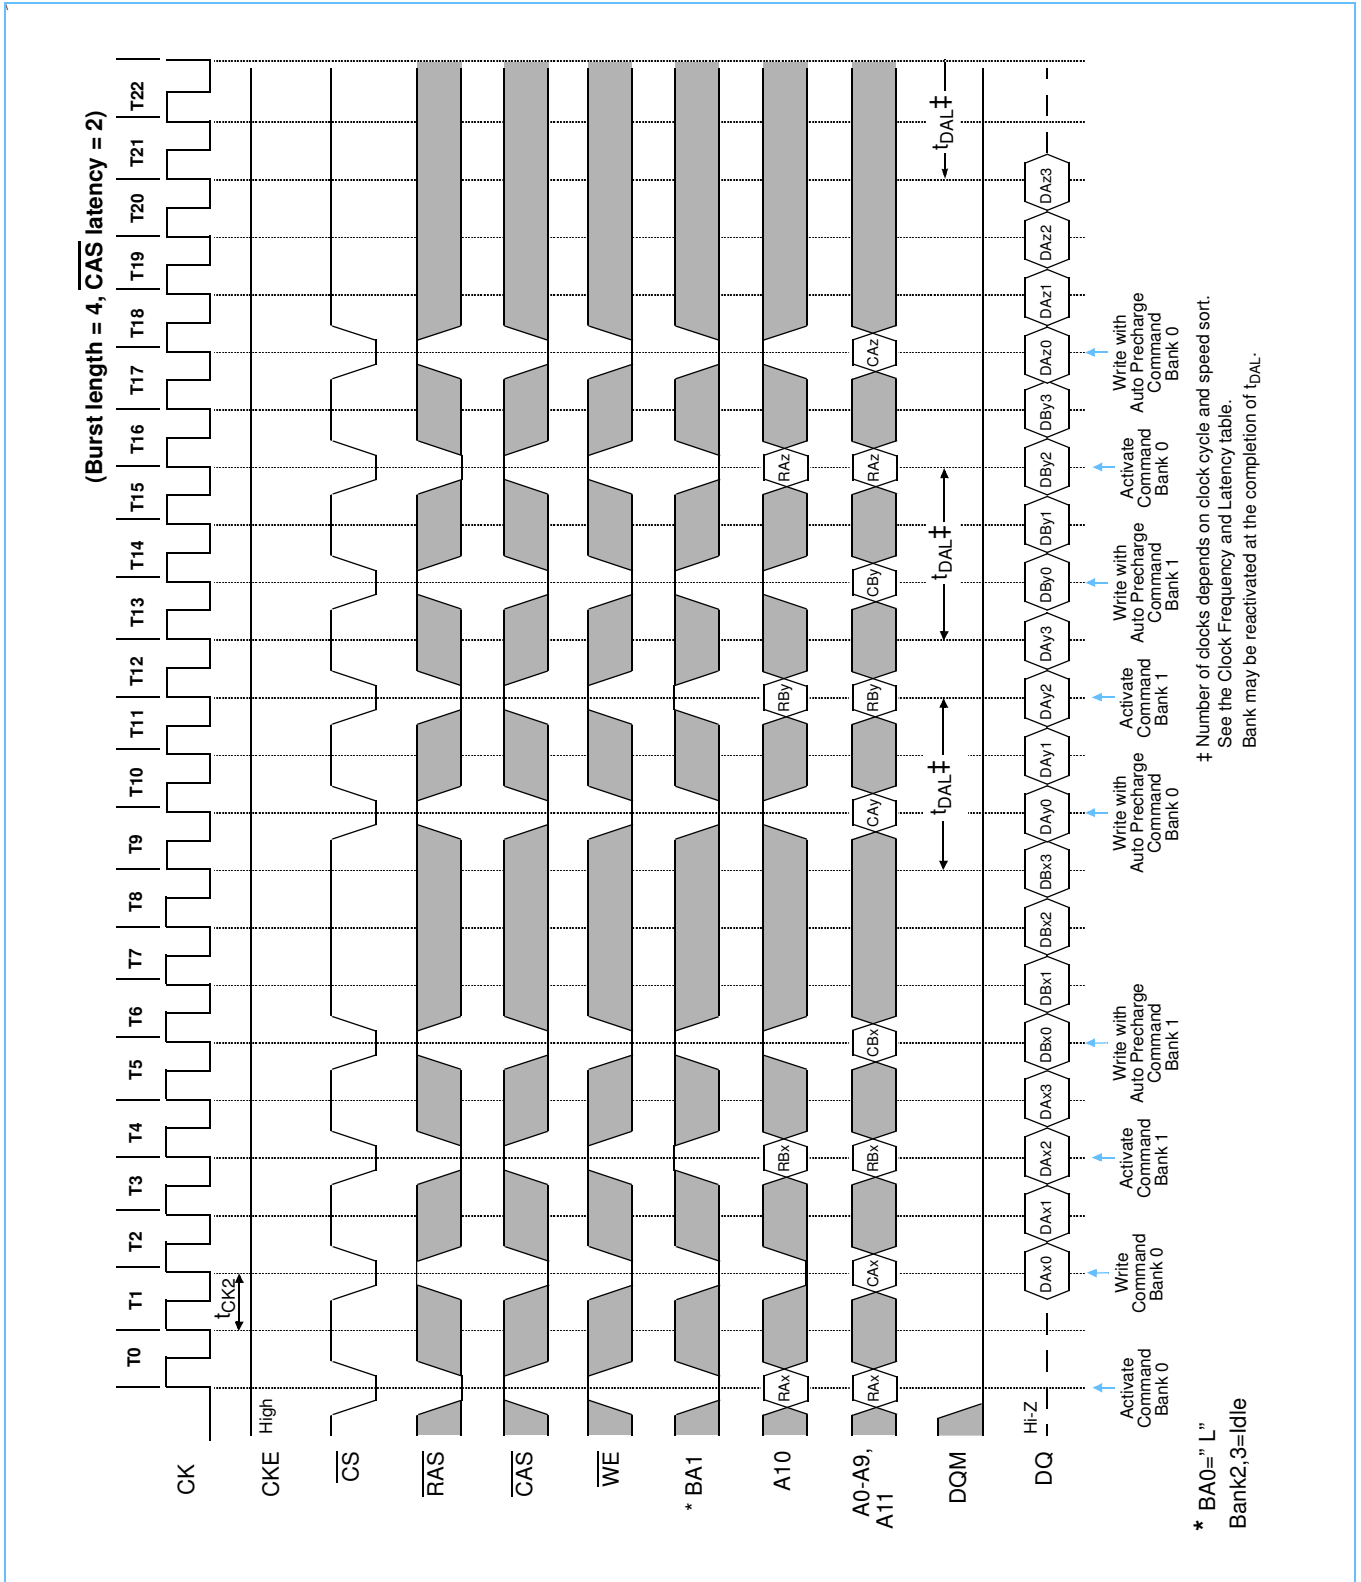 (Burst length = 4, CAS latency = 2)
T0 T1 T2 T3 T4 T5 T6 T7 T8 T9 T10 T11 T12 T13 T14 T15 T16 T17 T18 T19 T20 T21 T22
CK
tCK2
CKE
High
CS
RAS
CAS
WE
* BA1
A10
RAx RBx RBy RAz
A0-A9,
A11
RAx CAx RBx CBx CAy RBy CBy RAz CAz
DQM
tDAL‡ tDAL‡ tDAL‡
DQ
Hi-Z
DAx0 DAx1 DAx2 DAx3 DBx0 DBx1 DBx2 DBx3 DAy0 DAy1 DAy2 DAy3 DBy0 DBy1 DBy2 DBy3 DAz0 DAz1 DAz2 DAz3
Activate
Command
Bank 0
Write
Command
Bank 0
Activate
Command
Bank 1
Write with
Auto Precharge
Command
Bank 1
Write with
Auto Precharge
Command
Bank 0
Activate
Command
Bank 1
Write with
Auto Precharge
Command
Bank 1
Activate
Command
Bank 0
Write with
Auto Precharge
Command
Bank 0
* BA0=” L”
Bank2,3=Idle
‡ Number of clocks depends on clock cycle and speed sort.
See the Clock Frequency and Latency table.
Bank may be reactivated at the completion of tDAL.